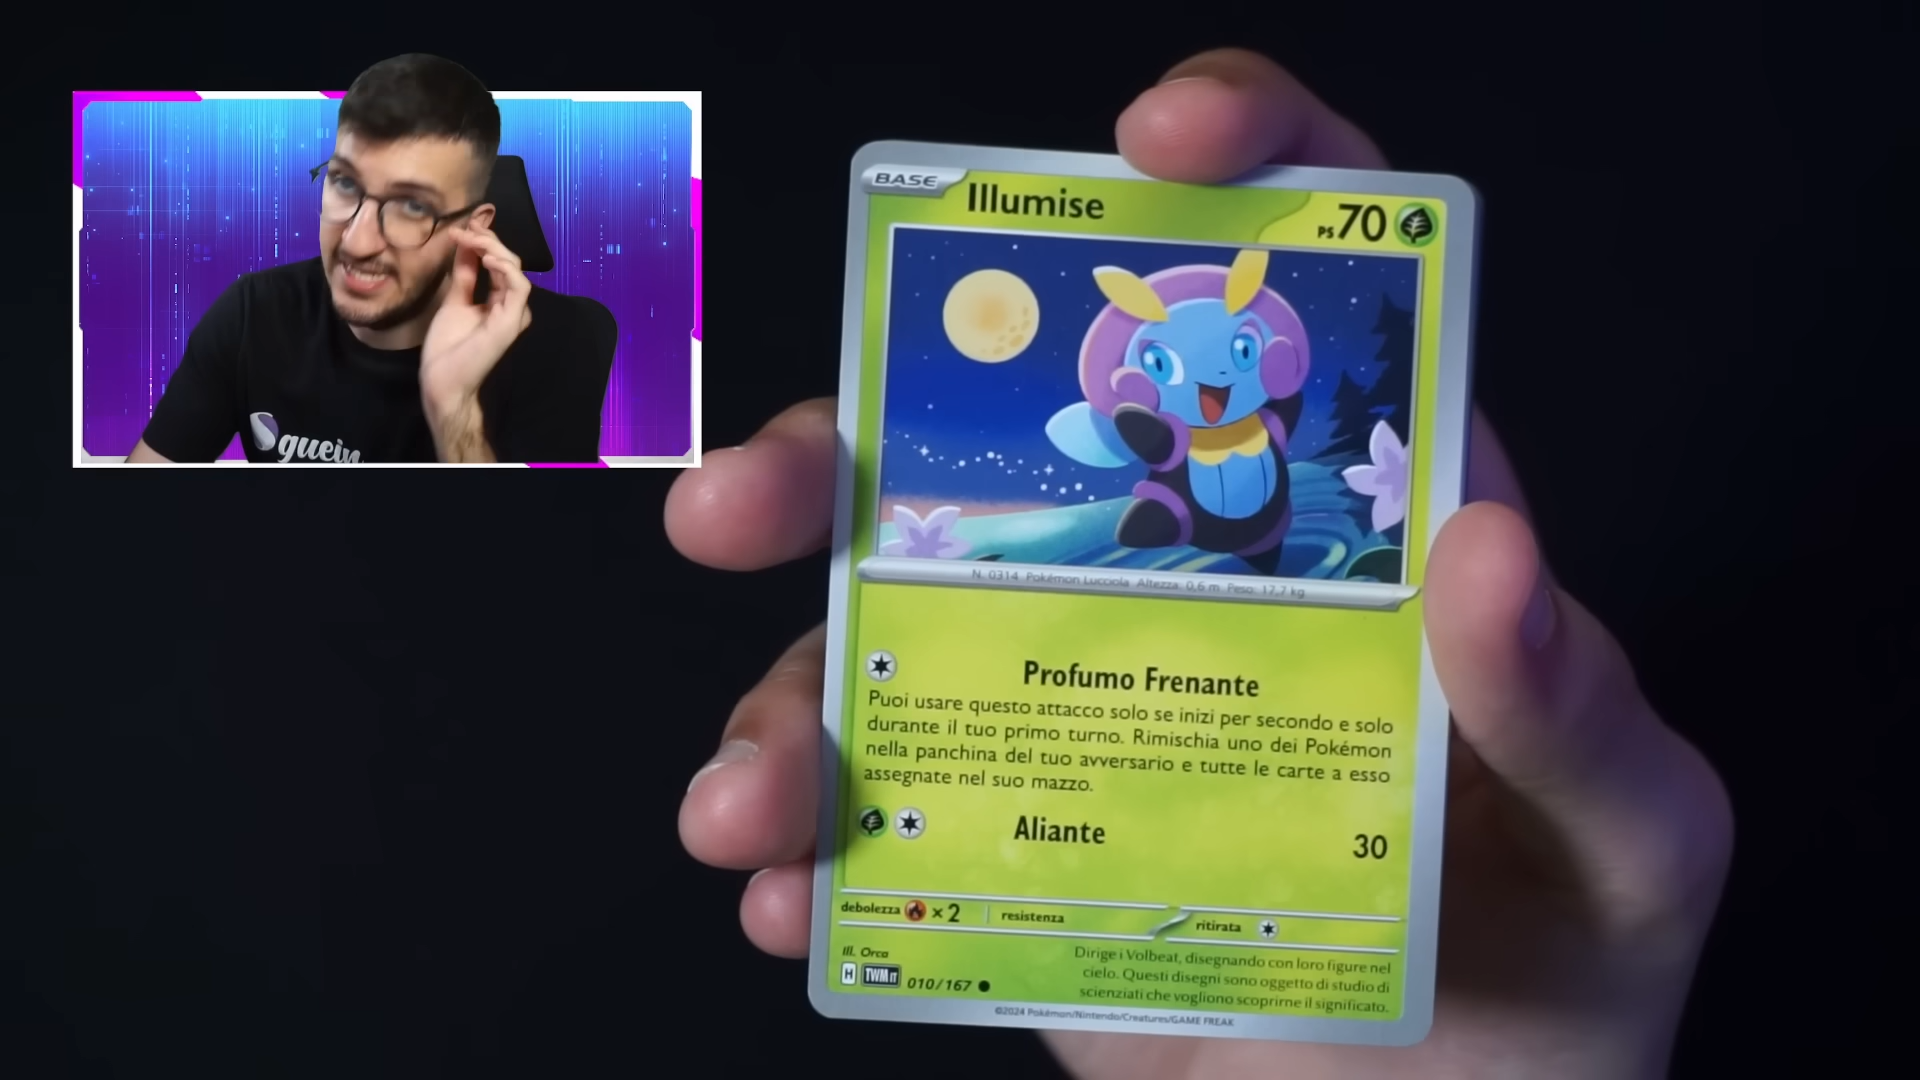 BASE
Illumise
PS 70
N. 0314 Pokémon Lucciola Altezza: 0,6 m Peso: 17,7 kg
Profumo Frenante
Puoi usare questo attacco solo se inizi per secondo e solo
durante il tuo primo turno. Rimischia uno dei Pokémon
nella panchina del tuo avversario e tutte le carte a esso
assegnate nel suo mazzo.
Aliante 30
debolezza ×2 resistenza ritirata
Ill. Orca
H TWM IT 010/167
Dirige i Volbeat, disegnando con loro figure nel
cielo. Questi disegni sono oggetto di studio di
scienziati che vogliono scoprirne il significato.
©2024 Pokémon/Nintendo/Creatures/GAME FREAK